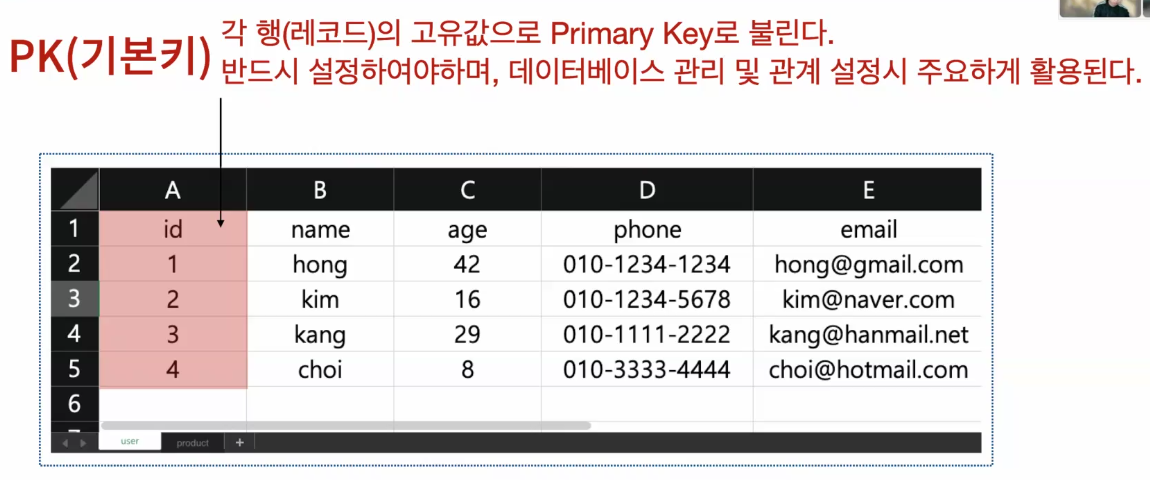 PK(기본키)
각 행(레코드)의 고유값으로 Primary Key로 불린다.
반드시 설정하여야하며, 데이터베이스 관리 및 관계 설정시 주요하게 활용된다.
A B C D E
1 id name age phone email
2 1 hong 42 010-1234-1234 hong@gmail.com
3 2 kim 16 010-1234-5678 kim@naver.com
4 3 kang 29 010-1111-2222 kang@hanmail.net
5 4 choi 8 010-3333-4444 choi@hotmail.com
6
user product +